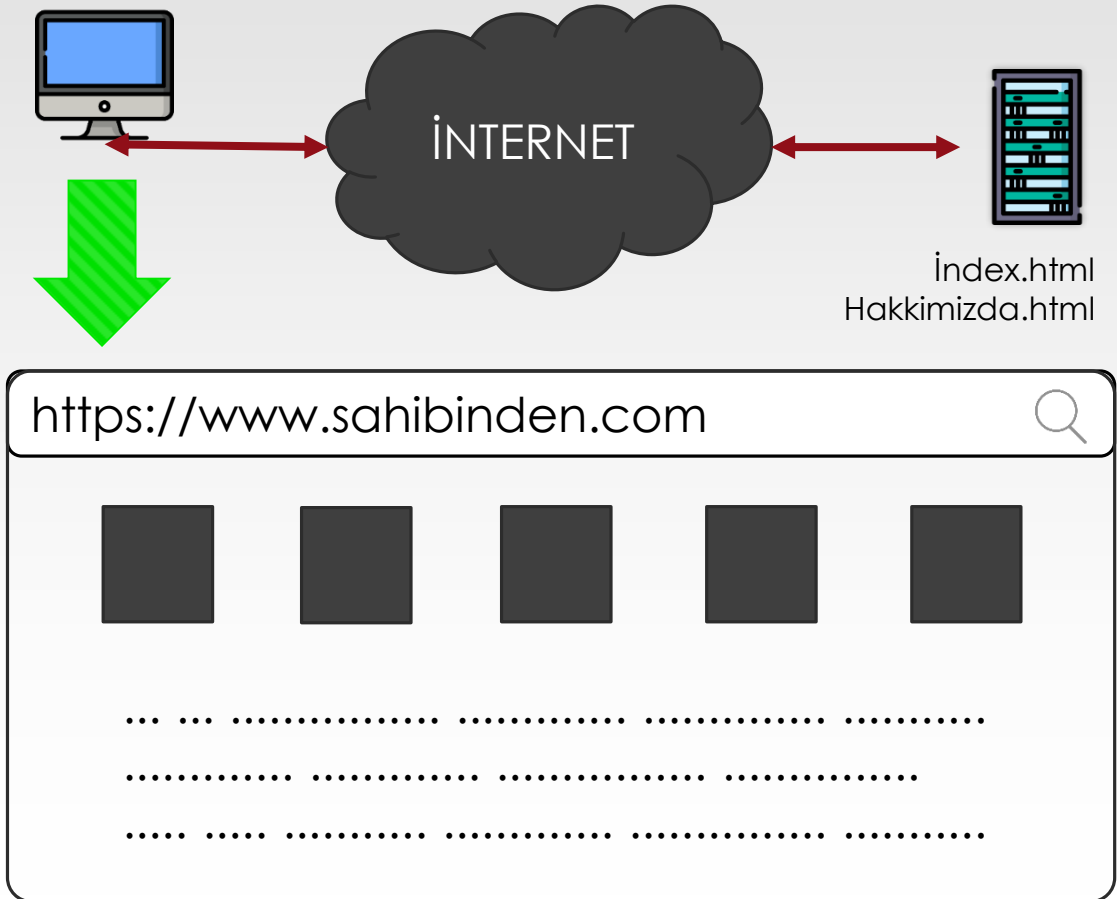 İNTERNET
İndex.html
Hakkimizda.html
https://www.sahibinden.com
... ... ................ ............. .............. ...........
............. ............. ................ ...............
..... ..... ........... ............. ............... ...........